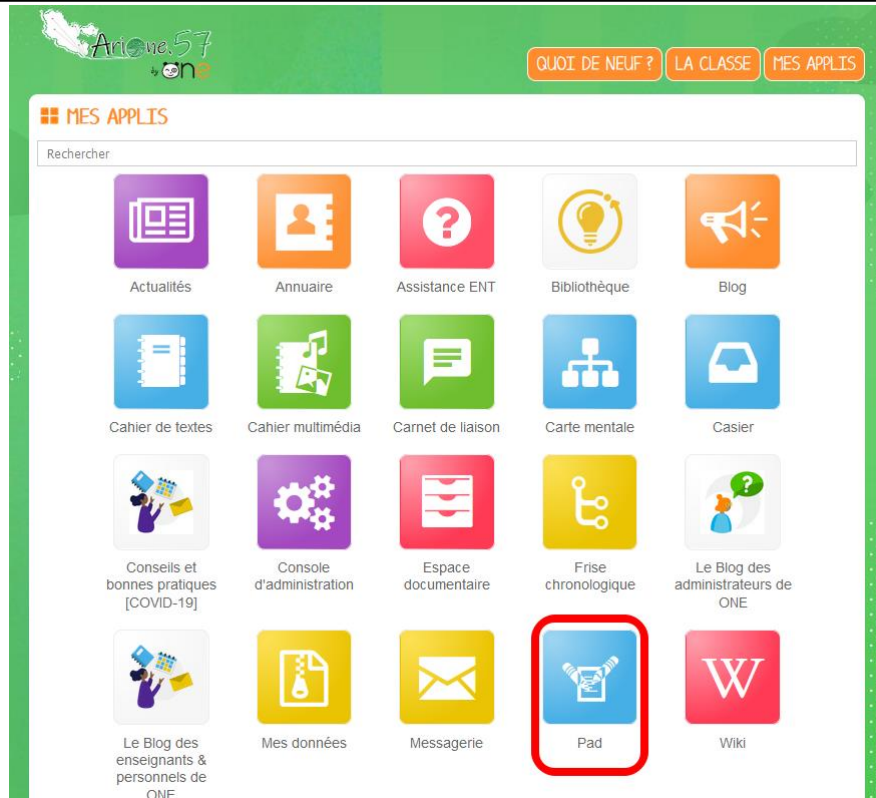 Arione.57
by One
QUOI DE NEUF ? LA CLASSE MES APPLIS
MES APPLIS
Rechercher
Actualités Annuaire Assistance ENT Bibliothèque Blog
Cahier de textes Cahier multimédia Carnet de liaison Carte mentale Casier
Conseils et
bonnes pratiques
[COVID-19]
Console
d'administration
Espace
documentaire
Frise
chronologique
Le Blog des
administrateurs de
ONE
W
Le Blog des
enseignants &
personnels de
ONE
Mes données Messagerie Pad Wiki